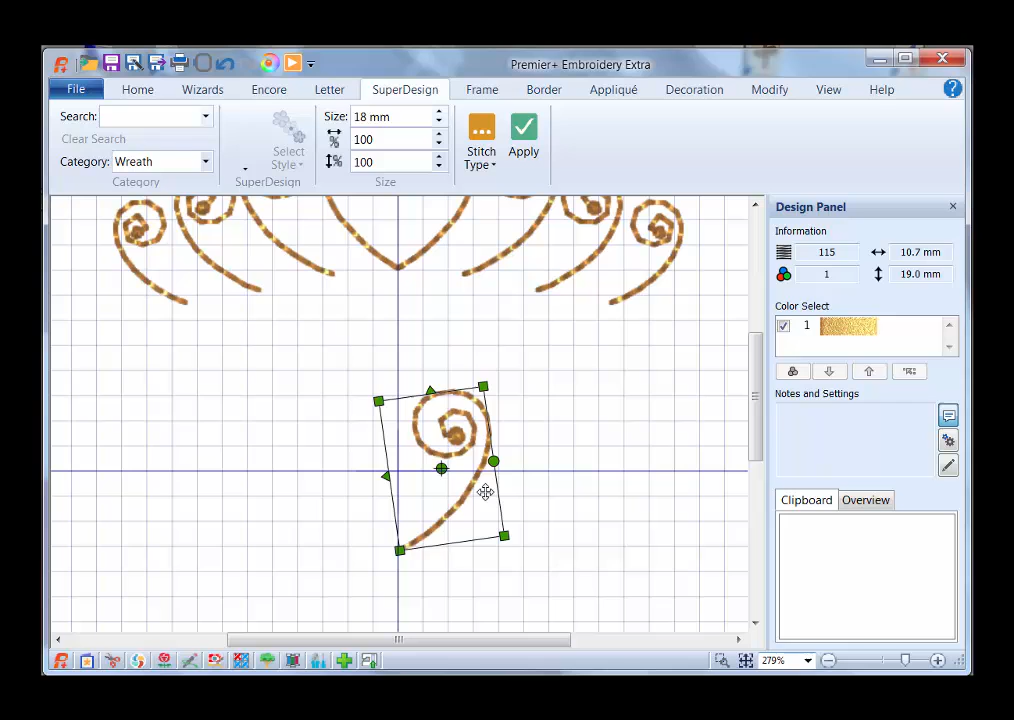 Premier+ Embroidery Extra
File Home Wizards Encore Letter SuperDesign Frame Border Appliqué Decoration Modify View Help
Search:
Clear Search
Category: Wreath
Category
Select
Style
SuperDesign
Size: 18 mm
% 100
% 100
Size
Stitch
Type
Apply
Design Panel
Information
115 10.7 mm
1 19.0 mm
Color Select
1
Notes and Settings
Clipboard Overview
279%